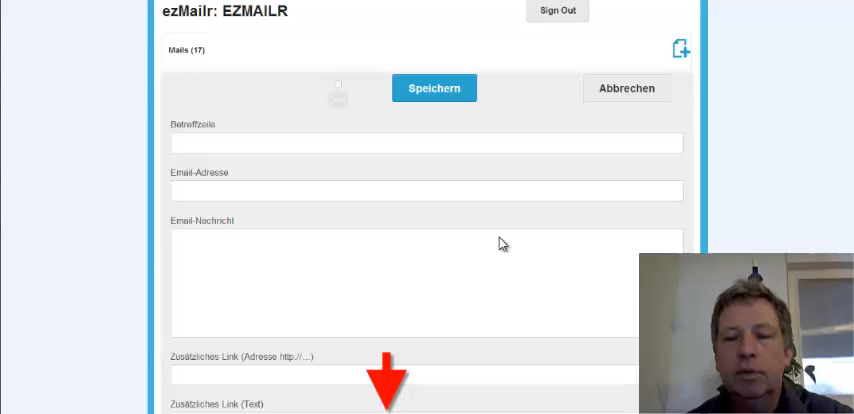 ezMailr: EZMAILR
Sign Out
Mails (17)
Speichern
Abbrechen
Betreffzeile
Email-Adresse
Email-Nachricht
Zusätzliches Link (Adresse http://...)
Zusätzliches Link (Text)